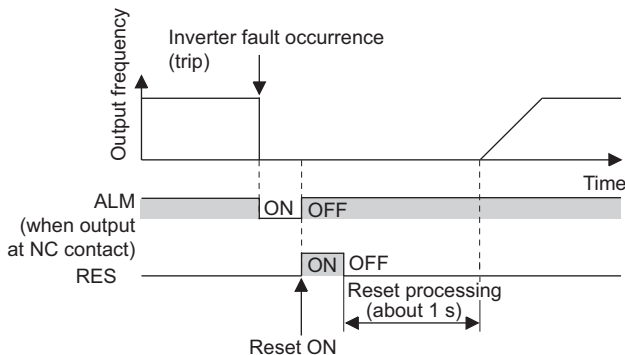 Inverter fault occurrence
(trip)
Output frequency
Time
ALM
(when output
at NC contact)
ON
OFF
RES
ON
OFF
Reset processing
(about 1 s)
Reset ON